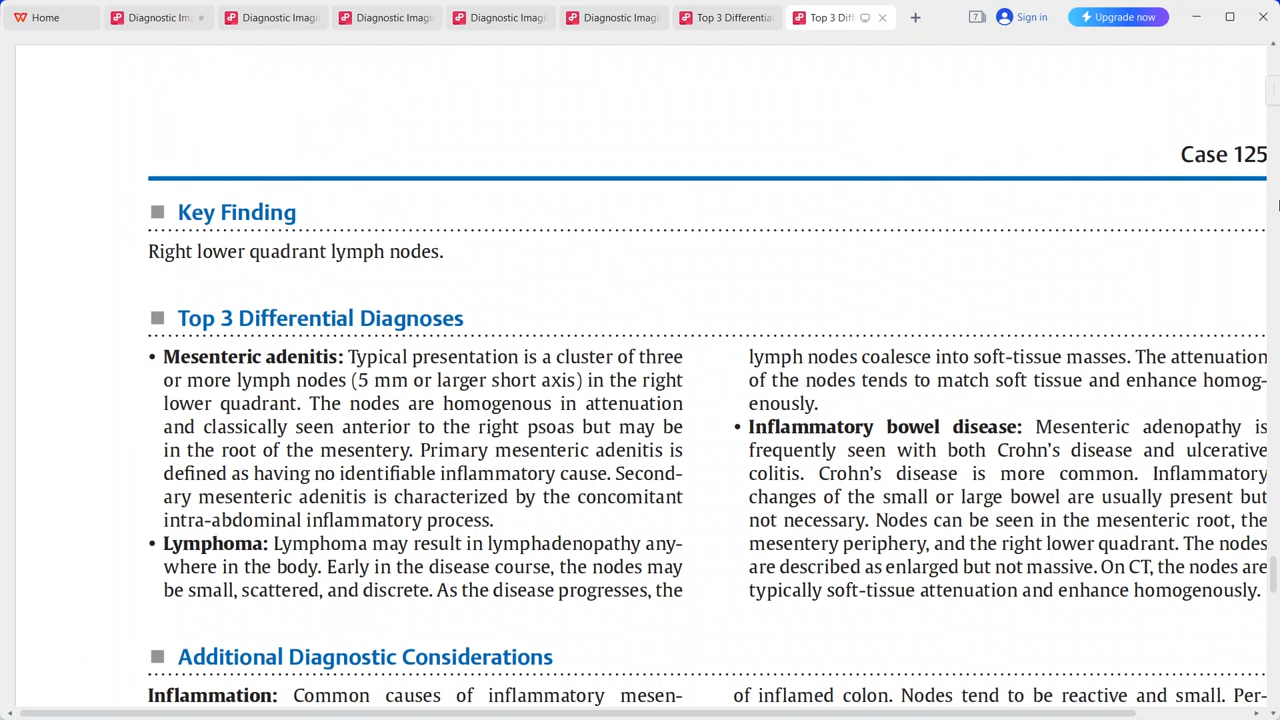 Home
Diagnostic Im
Diagnostic Imagi
Diagnostic Imagi
Diagnostic Imagi
Diagnostic Imagi
Top 3 Differential
Top 3 Diff
7
Sign in
Upgrade now
Case 125
Key Finding
Right lower quadrant lymph nodes.
Top 3 Differential Diagnoses
• Mesenteric adenitis: Typical presentation is a cluster of three
or more lymph nodes (5 mm or larger short axis) in the right
lower quadrant. The nodes are homogenous in attenuation
and classically seen anterior to the right psoas but may be
in the root of the mesentery. Primary mesenteric adenitis is
defined as having no identifiable inflammatory cause. Second-
ary mesenteric adenitis is characterized by the concomitant
intra-abdominal inflammatory process.
• Lymphoma: Lymphoma may result in lymphadenopathy any-
where in the body. Early in the disease course, the nodes may
be small, scattered, and discrete. As the disease progresses, the
lymph nodes coalesce into soft-tissue masses. The attenuation
of the nodes tends to match soft tissue and enhance homog-
enously.
• Inflammatory bowel disease: Mesenteric adenopathy is
frequently seen with both Crohn's disease and ulcerative
colitis. Crohn's disease is more common. Inflammatory
changes of the small or large bowel are usually present but
not necessary. Nodes can be seen in the mesenteric root, the
mesentery periphery, and the right lower quadrant. The nodes
are described as enlarged but not massive. On CT, the nodes are
typically soft-tissue attenuation and enhance homogenously.
Additional Diagnostic Considerations
Inflammation: Common causes of inflammatory mesen-
of inflamed colon. Nodes tend to be reactive and small. Per-